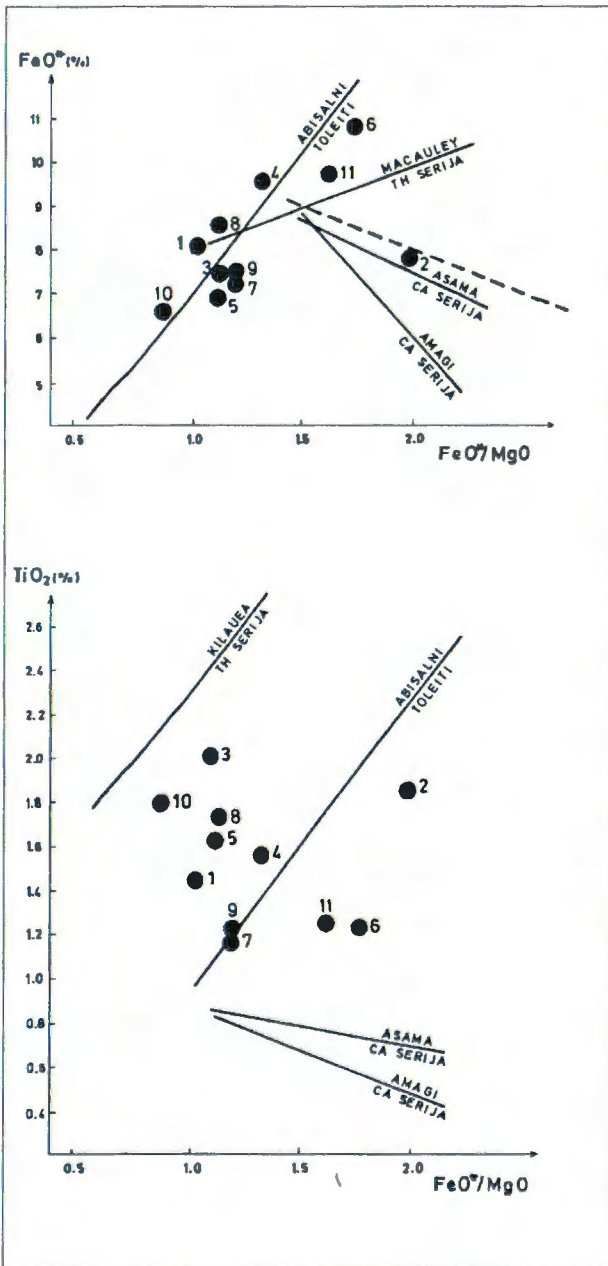 FeO* (%)
11
10
9
8
7
6
5
0.5
1.0
1.5
2.0
FeO*/MgO
ABISALNI
TOLEITI
MACAULEY
TH SERIJA
ASAMA
CA SERIJA
AMAGI
CA SERIJA
6
4
11
8
1
3
9
7
5
2
10
TiO₂ (%)
2.6
2.4
2.2
2.0
1.8
1.6
1.4
1.2
1.0
0.8
0.6
0.4
0.5
1.0
1.5
2.0
FeO*/MgO
KILAUEA
TH SERIJA
ABISALNI
TOLEITI
3
10
8
2
5
4
1
9
7
11
6
ASAMA
CA SERIJA
AMAGI
CA SERIJA